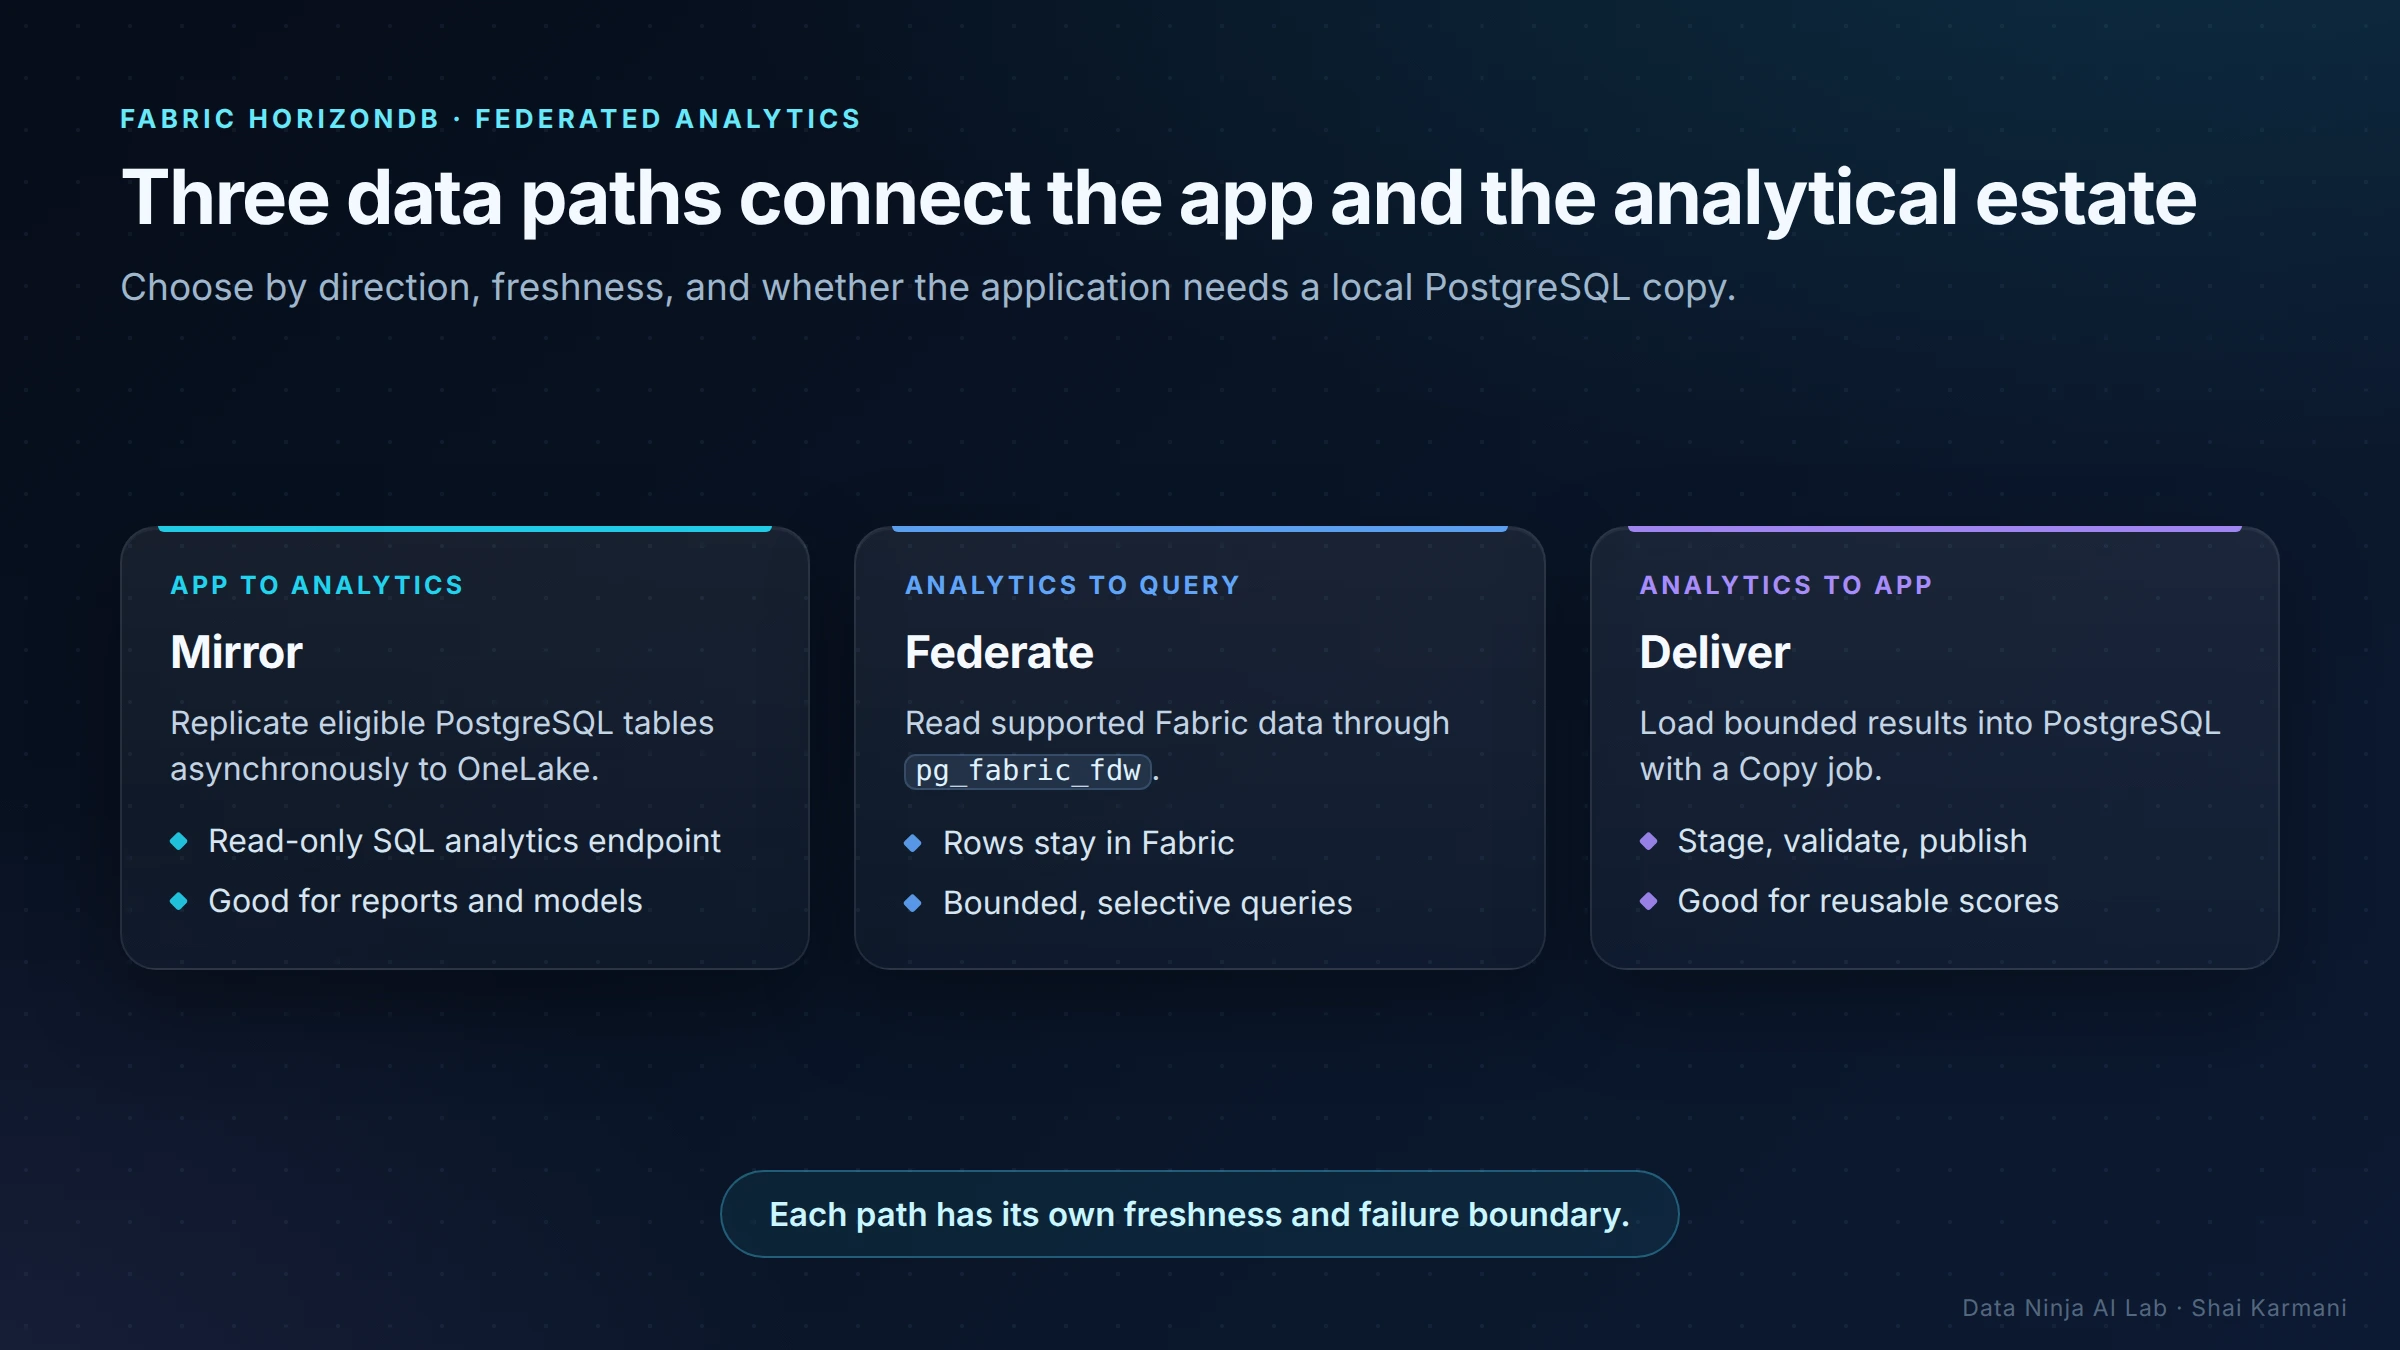 FABRIC HORIZONDB · FEDERATED ANALYTICS
Three data paths connect the app and the analytical estate
Choose by direction, freshness, and whether the application needs a local PostgreSQL copy.
APP TO ANALYTICS
Mirror
Replicate eligible PostgreSQL tables
asynchronously to OneLake.
Read-only SQL analytics endpoint
Good for reports and models
ANALYTICS TO QUERY
Federate
Read supported Fabric data through
pg_fabric_fdw.
Rows stay in Fabric
Bounded, selective queries
ANALYTICS TO APP
Deliver
Load bounded results into PostgreSQL
with a Copy job.
Stage, validate, publish
Good for reusable scores
Each path has its own freshness and failure boundary.
Data Ninja AI Lab · Shai Karmani